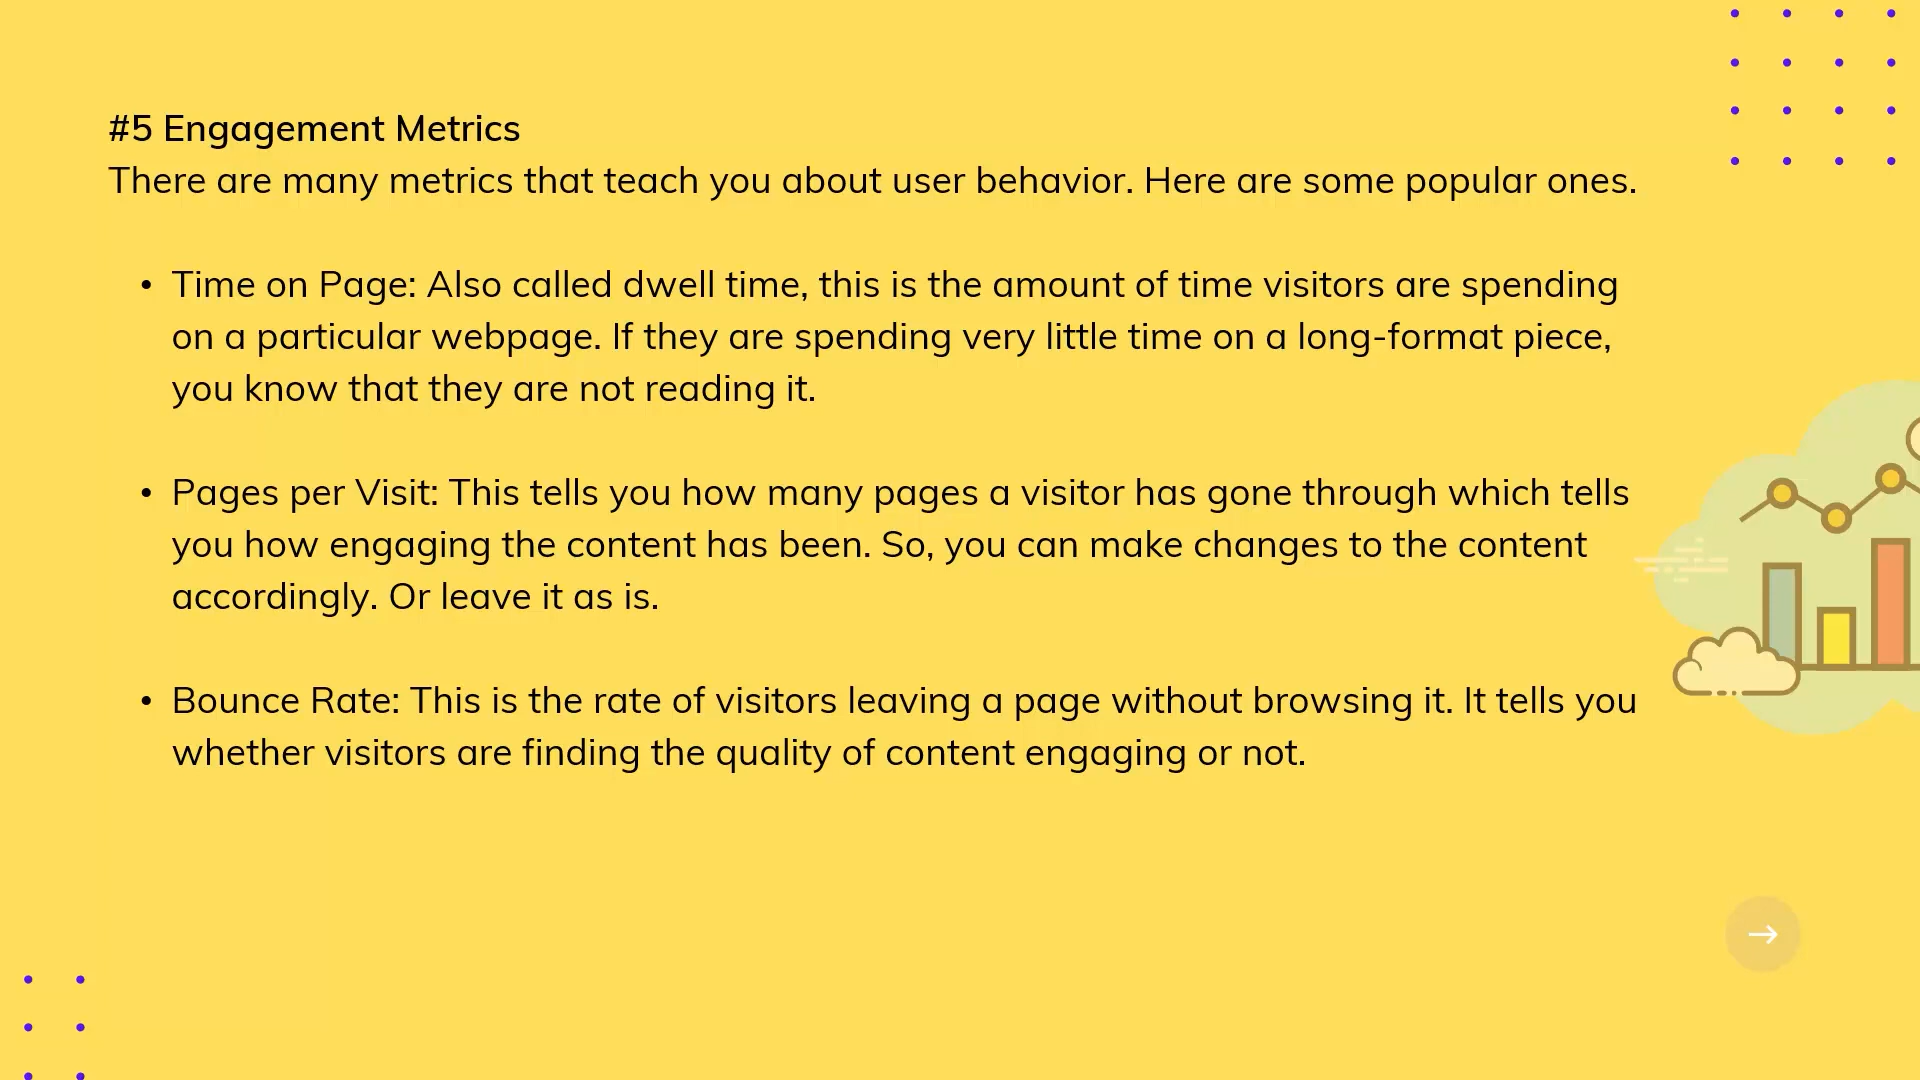 #5 Engagement Metrics
There are many metrics that teach you about user behavior. Here are some popular ones.
• Time on Page: Also called dwell time, this is the amount of time visitors are spending
on a particular webpage. If they are spending very little time on a long-format piece,
you know that they are not reading it.
• Pages per Visit: This tells you how many pages a visitor has gone through which tells
you how engaging the content has been. So, you can make changes to the content
accordingly. Or leave it as is.
• Bounce Rate: This is the rate of visitors leaving a page without browsing it. It tells you
whether visitors are finding the quality of content engaging or not.